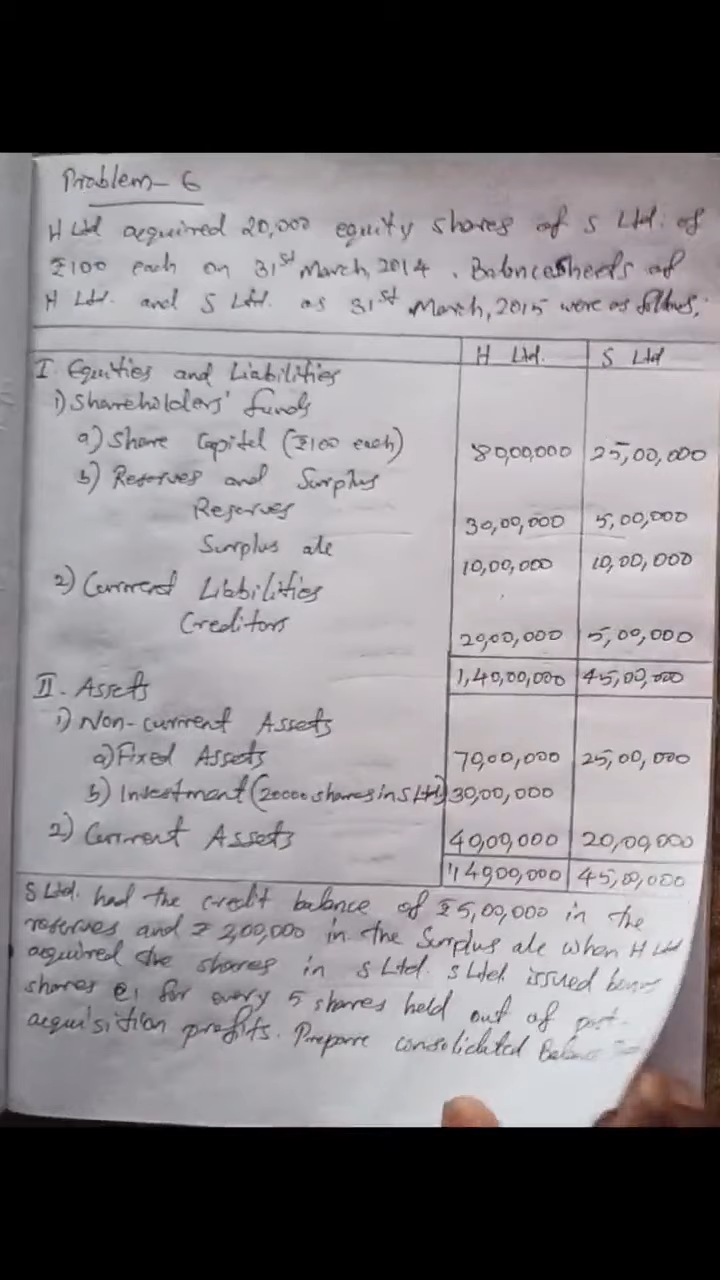 Problem - 6
H Ltd acquired 20,000 equity shares of S Ltd. of
₹100 each on 31st March, 2014. Balancesheets of
H Ltd. and S Ltd. as 31st March, 2015 were as follows,
H Ltd. S Ltd
I Equities and Liabilities
1) Shareholders' funds
a) Share Capital (₹100 each) 80,00,000 25,00,000
b) Reserves and Surplus
Reserves 30,00,000 5,00,000
Surplus a/c 10,00,000 10,00,000
2) Current Liabilities
Creditors 20,00,000 5,00,000
1,40,00,000 45,00,000
II. Assets
1) Non-current Assets
a) Fixed Assets 70,00,000 25,00,000
b) Investment (20000 shares in S Ltd) 30,00,000
2) Current Assets 40,00,000 20,00,000
1,4900,000 45,00,000
S Ltd. had the credit balance of ₹5,00,000 in the
reserves and ₹ 2,00,000 in the Surplus a/c when H Ltd
acquired the shares in S Ltd. S Ltd. issued bonus
shares @1 for every 5 shares held out of post-
acquisition profits. Prepare consolidated Balance